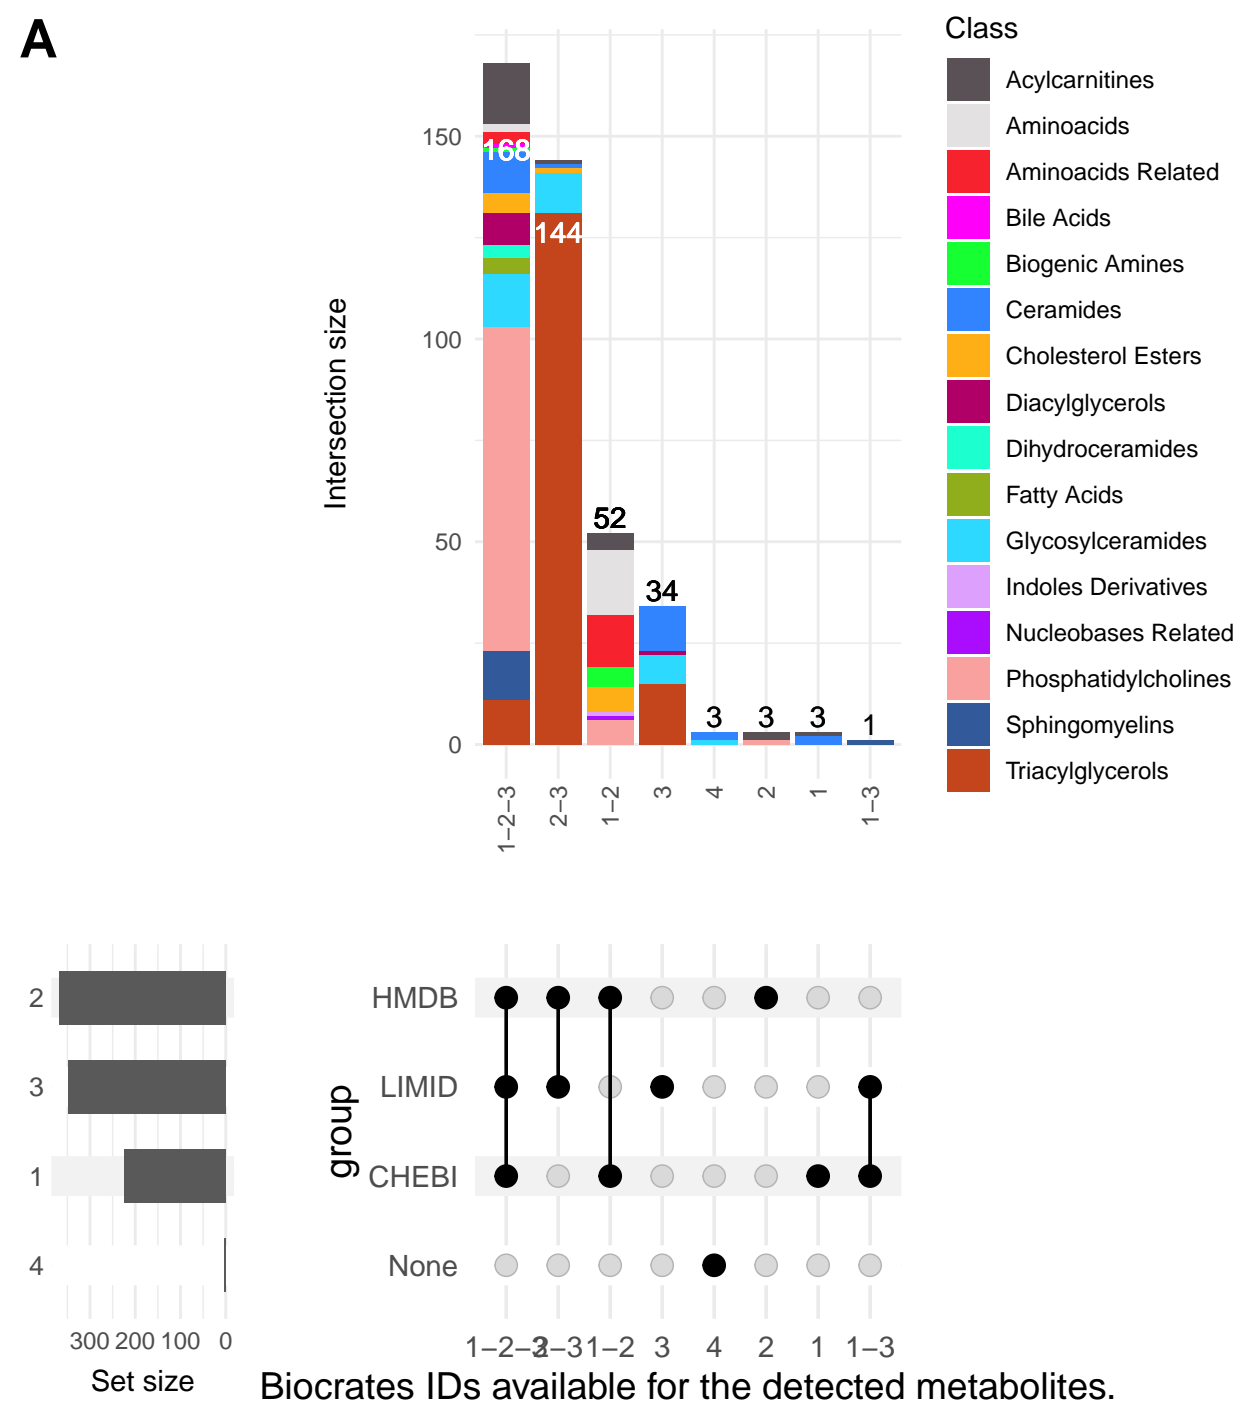 A
Class
Acylcarnitines
Aminoacids
Aminoacids Related
Bile Acids
Biogenic Amines
Ceramides
Cholesterol Esters
Diacylglycerols
Dihydroceramides
Fatty Acids
Glycosylceramides
Indoles Derivatives
Nucleobases Related
Phosphatidylcholines
Sphingomyelins
Triacylglycerols
Intersection size
150
100
50
0
168
144
52
34
3
3
3
1
1−2−3
2−3
1−2
3
4
2
1
1−3
2
3
1
4
300 200 100 0
Set size
group
HMDB
LIMID
CHEBI
None
1−2−3 2−3 1−2 3 4 2 1 1−3
Biocrates IDs available for the detected metabolites.